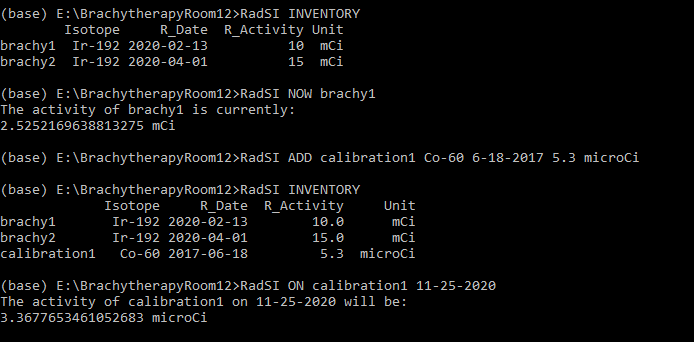 (base) E:\BrachytherapyRoom12>RadSI INVENTORY
Isotope R_Date R_Activity Unit
brachy1 Ir-192 2020-02-13 10 mCi
brachy2 Ir-192 2020-04-01 15 mCi
(base) E:\BrachytherapyRoom12>RadSI NOW brachy1
The activity of brachy1 is currently:
2.5252169638813275 mCi
(base) E:\BrachytherapyRoom12>RadSI ADD calibration1 Co-60 6-18-2017 5.3 microCi
(base) E:\BrachytherapyRoom12>RadSI INVENTORY
Isotope R_Date R_Activity Unit
brachy1 Ir-192 2020-02-13 10.0 mCi
brachy2 Ir-192 2020-04-01 15.0 mCi
calibration1 Co-60 2017-06-18 5.3 microCi
(base) E:\BrachytherapyRoom12>RadSI ON calibration1 11-25-2020
The activity of calibration1 on 11-25-2020 will be:
3.3677653461052683 microCi